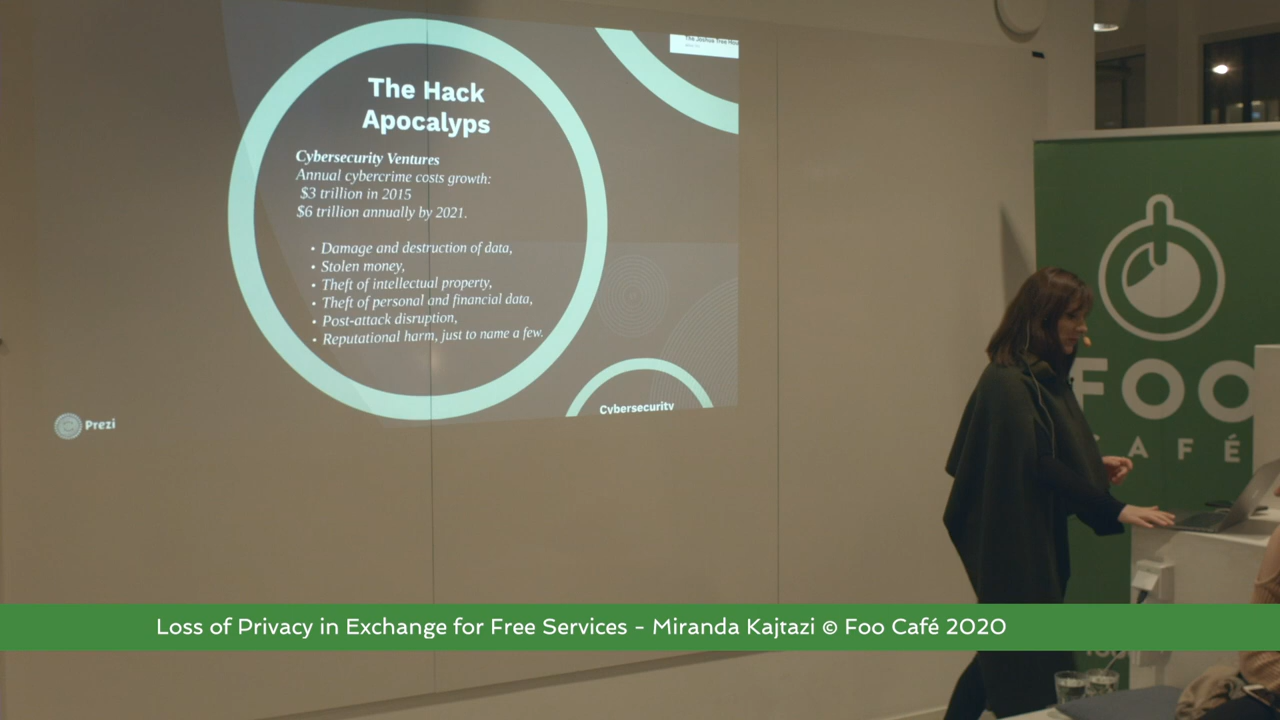 The Joshua Tree
The Hack
Apocalyps
Cybersecurity Ventures
Annual cybercrime costs growth:
$3 trillion in 2015
$6 trillion annually by 2021.
• Damage and destruction of data,
• Stolen money,
• Theft of intellectual property,
• Theft of personal and financial data,
• Post-attack disruption,
• Reputational harm, just to name a few.
Cybersecurity
Prezi
FOO
CAFÉ
Loss of Privacy in Exchange for Free Services - Miranda Kajtazi © Foo Café 2020